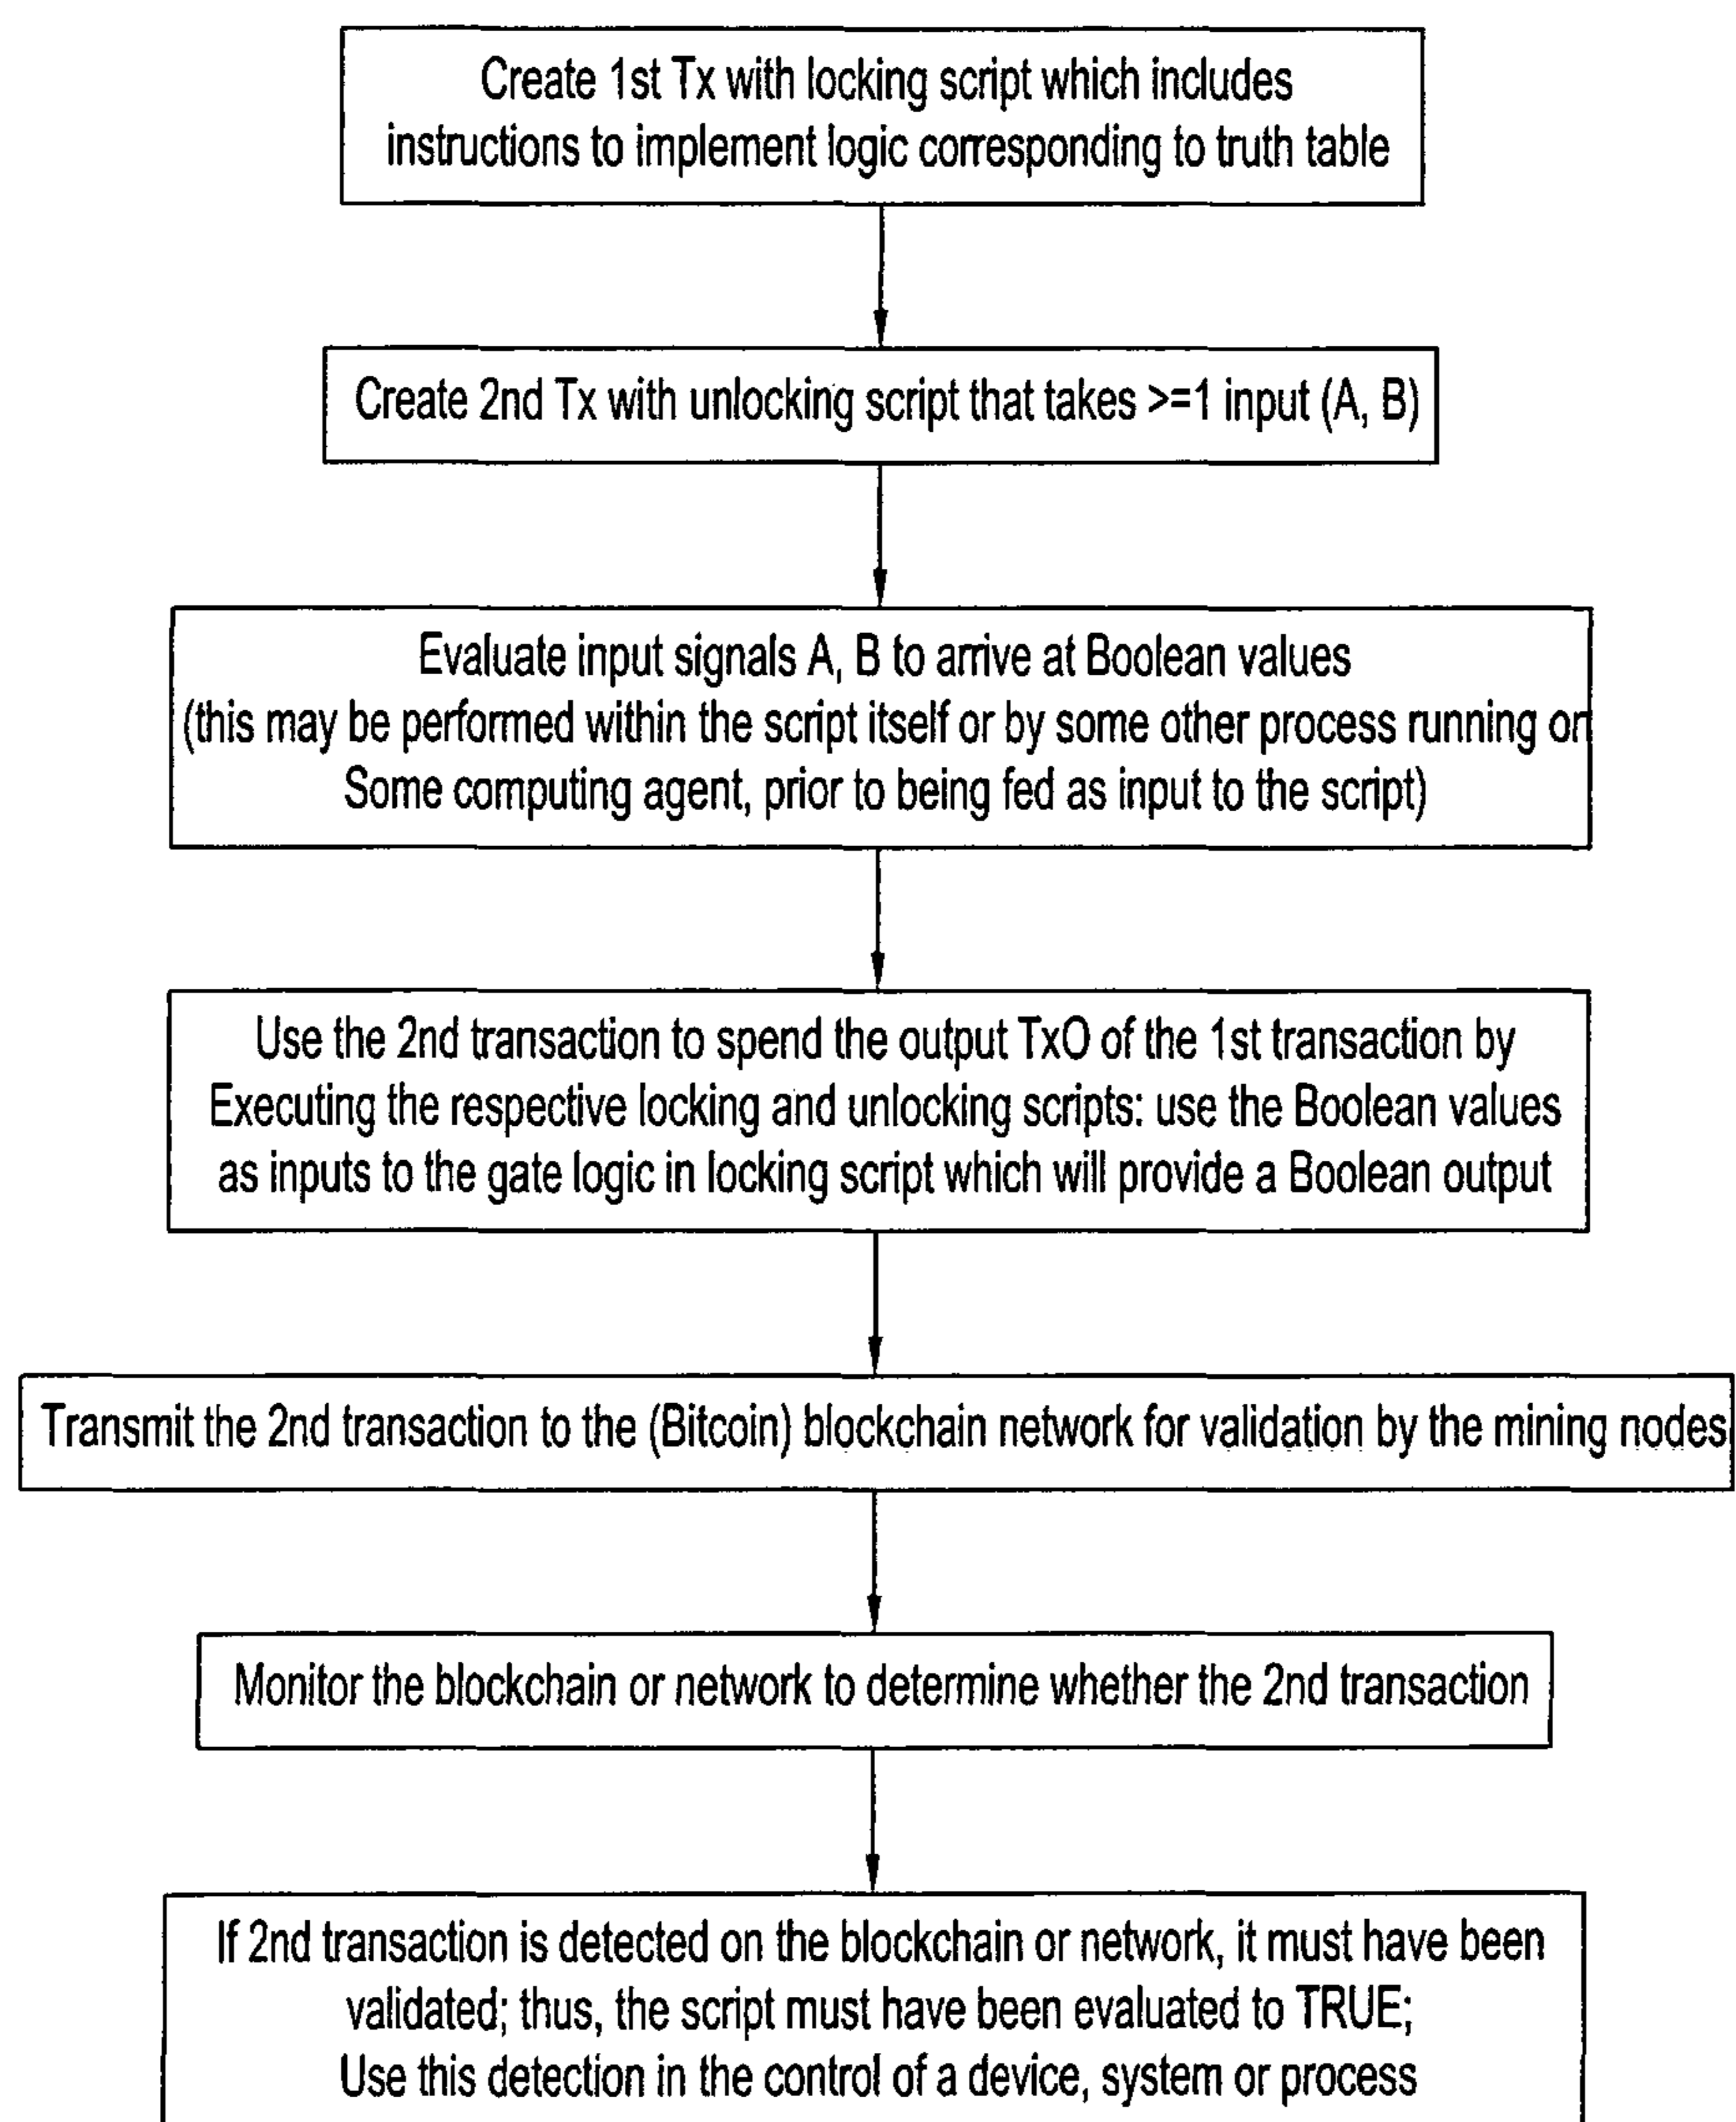 Create 1st Tx with locking script which includes
instructions to implement logic corresponding to truth table
Create 2nd Tx with unlocking script that takes >=1 input (A, B)
Evaluate input signals A, B to arrive at Boolean values
(this may be performed within the script itself or by some other process running on
Some computing agent, prior to being fed as input to the script)
Use the 2nd transaction to spend the output TxO of the 1st transaction by
Executing the respective locking and unlocking scripts: use the Boolean values
as inputs to the gate logic in locking script which will provide a Boolean output
Transmit the 2nd transaction to the (Bitcoin) blockchain network for validation by the mining nodes
Monitor the blockchain or network to determine whether the 2nd transaction
If 2nd transaction is detected on the blockchain or network, it must have been
validated; thus, the script must have been evaluated to TRUE;
Use this detection in the control of a device, system or process